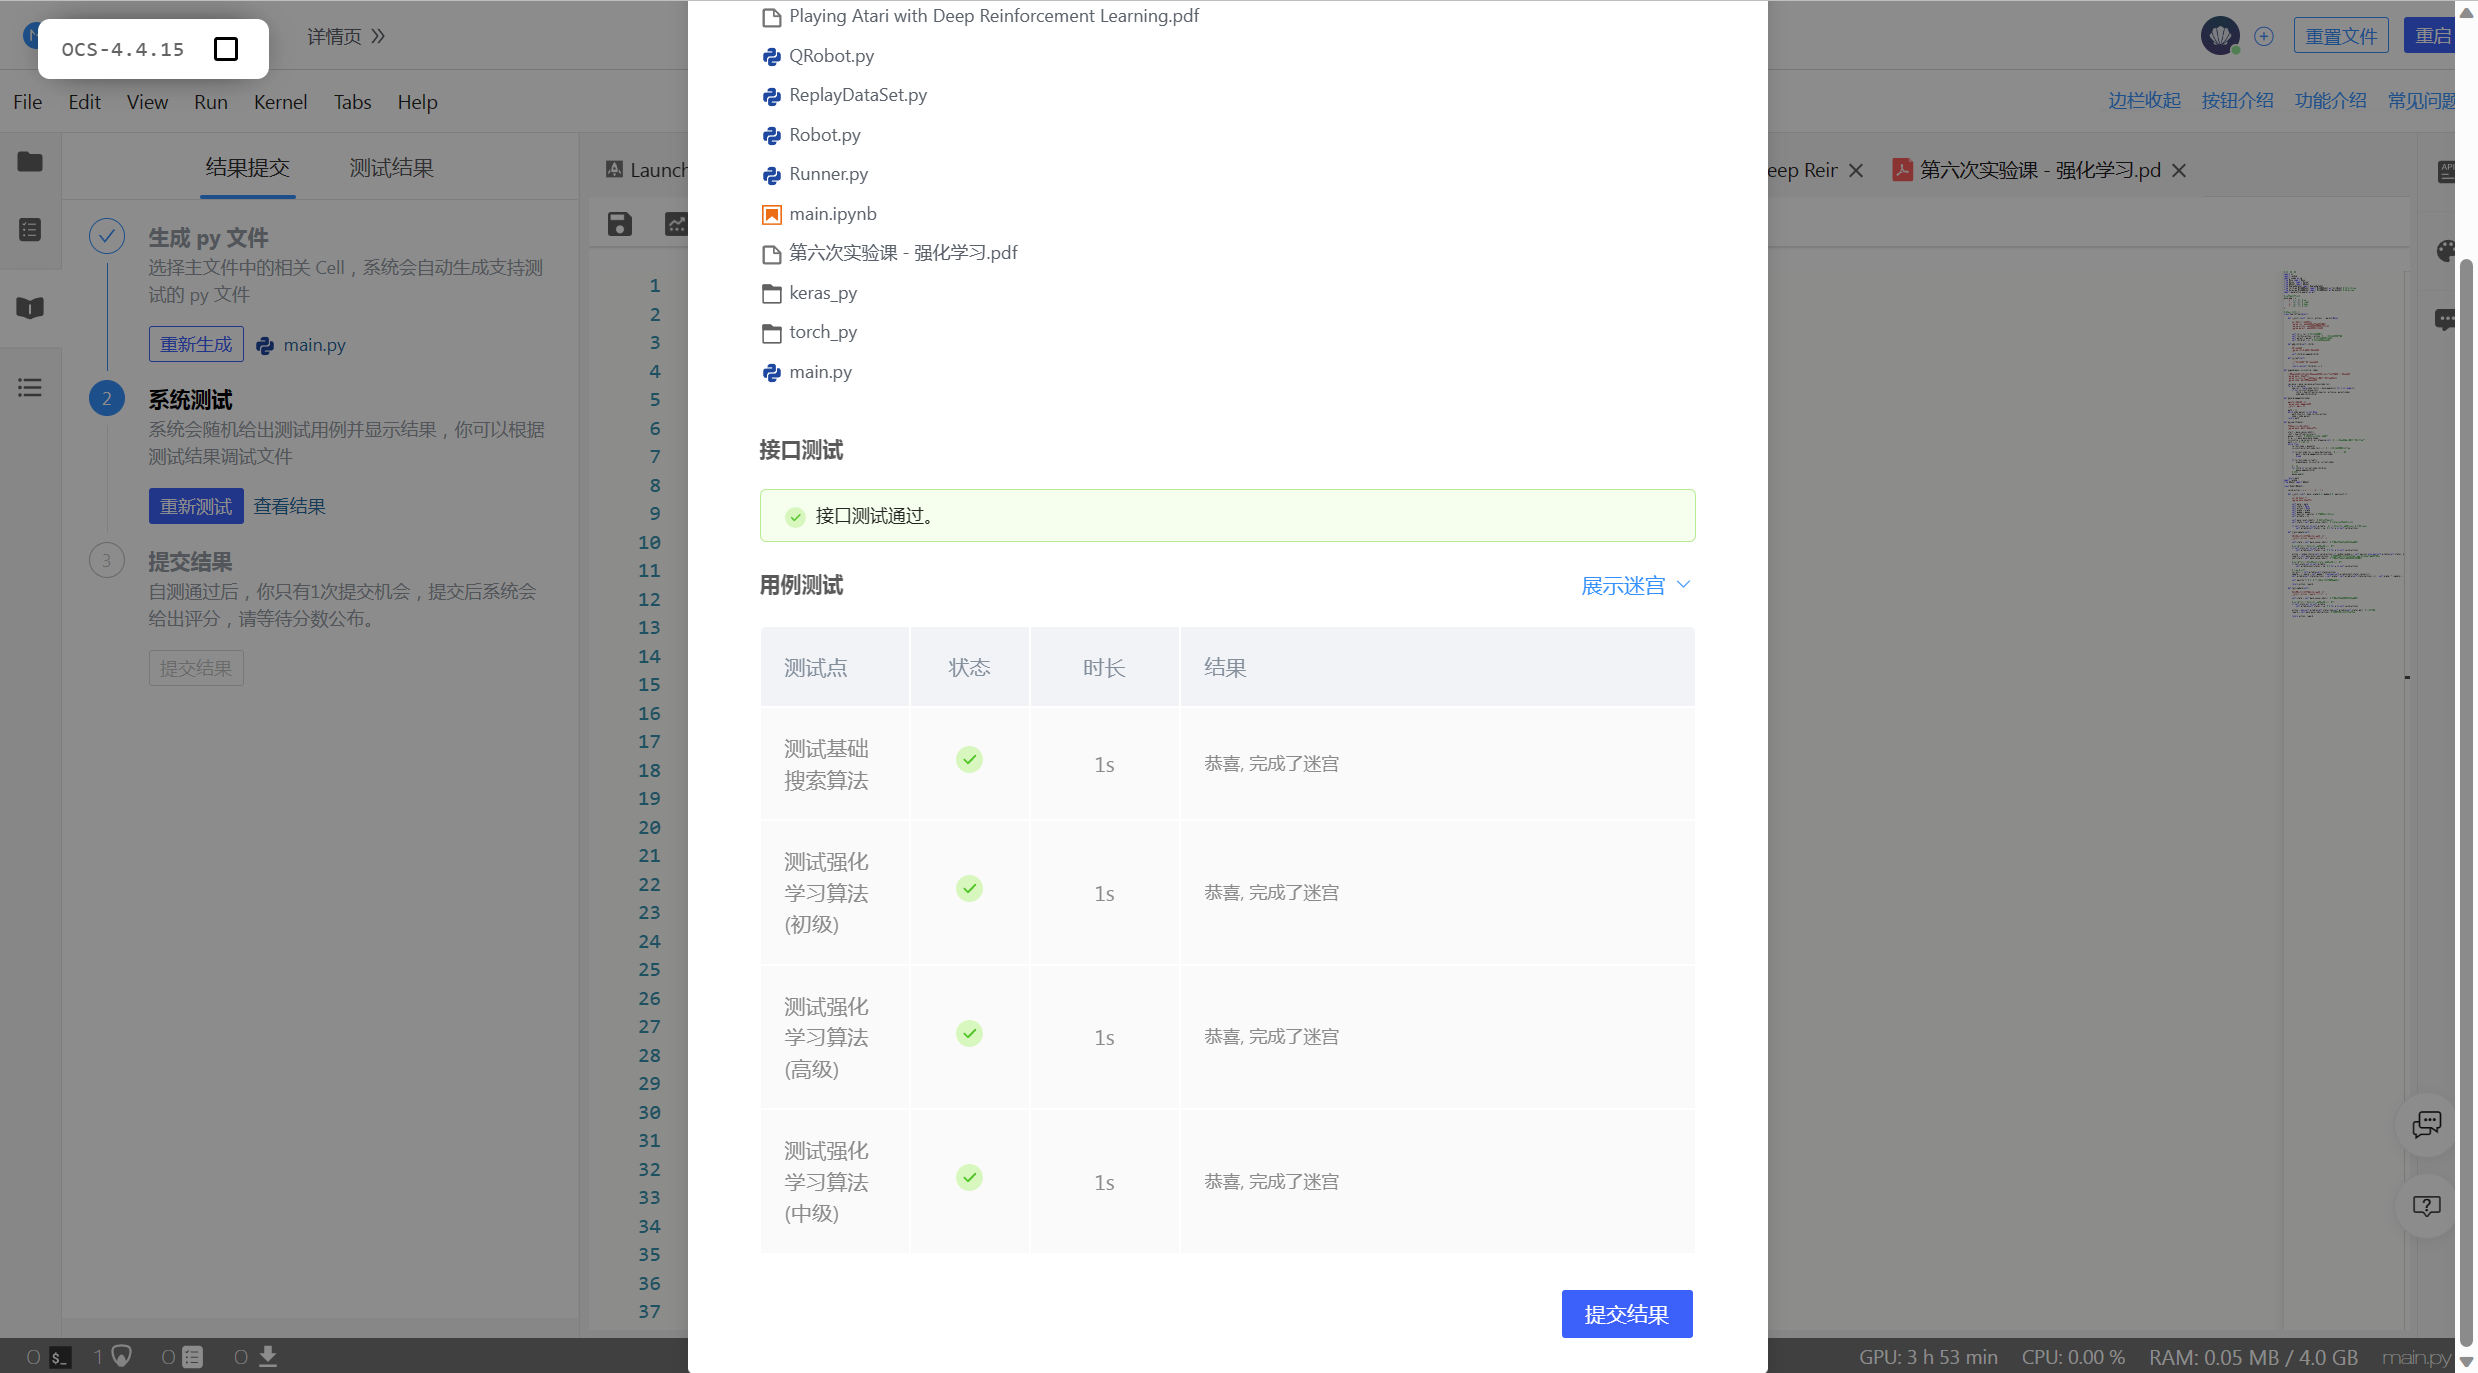 OCS-4.4.15
详情页
重置文件
重启
File Edit View Run Kernel Tabs Help
边栏收起 按钮介绍 功能介绍 常见问题
结果提交 测试结果
生成 py 文件
选择主文件中的相关 Cell，系统会自动生成支持测
试的 py 文件
重新生成 main.py
2 系统测试
系统会随机给出测试用例并显示结果，你可以根据
测试结果调试文件
重新测试 查看结果
3 提交结果
自测通过后，你只有1次提交机会，提交后系统会
给出评分，请等待分数公布。
提交结果
Launch
1
2
3
4
5
6
7
8
9
10
11
12
13
14
15
16
17
18
19
20
21
22
23
24
25
26
27
28
29
30
31
32
33
34
35
36
37
Playing Atari with Deep Reinforcement Learning.pdf
QRobot.py
ReplayDataSet.py
Robot.py
Runner.py
main.ipynb
第六次实验课 - 强化学习.pdf
keras_py
torch_py
main.py
接口测试
接口测试通过。
用例测试 展示迷宫
测试点 状态 时长 结果
测试基础
搜索算法
1s 恭喜, 完成了迷宫
测试强化
学习算法
(初级)
1s 恭喜, 完成了迷宫
测试强化
学习算法
(高级)
1s 恭喜, 完成了迷宫
测试强化
学习算法
(中级)
1s 恭喜, 完成了迷宫
提交结果
eep Reir 第六次实验课 - 强化学习.pd
0 1 0 0
GPU: 3 h 53 min CPU: 0.00 % RAM: 0.05 MB / 4.0 GB main.py